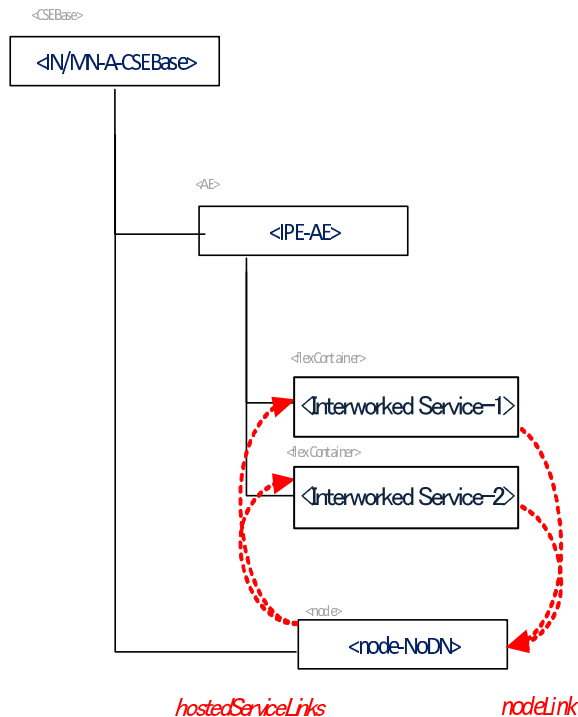 <CSEBase>
<IN/MN-A-CSEBase>
<AE>
<IPE-AE>
<flexContainer>
<Interworked Service-1>
<flexContainer>
<Interworked Service-2>
<node>
<node-NoDN>
hostedServiceLinks
nodeLink